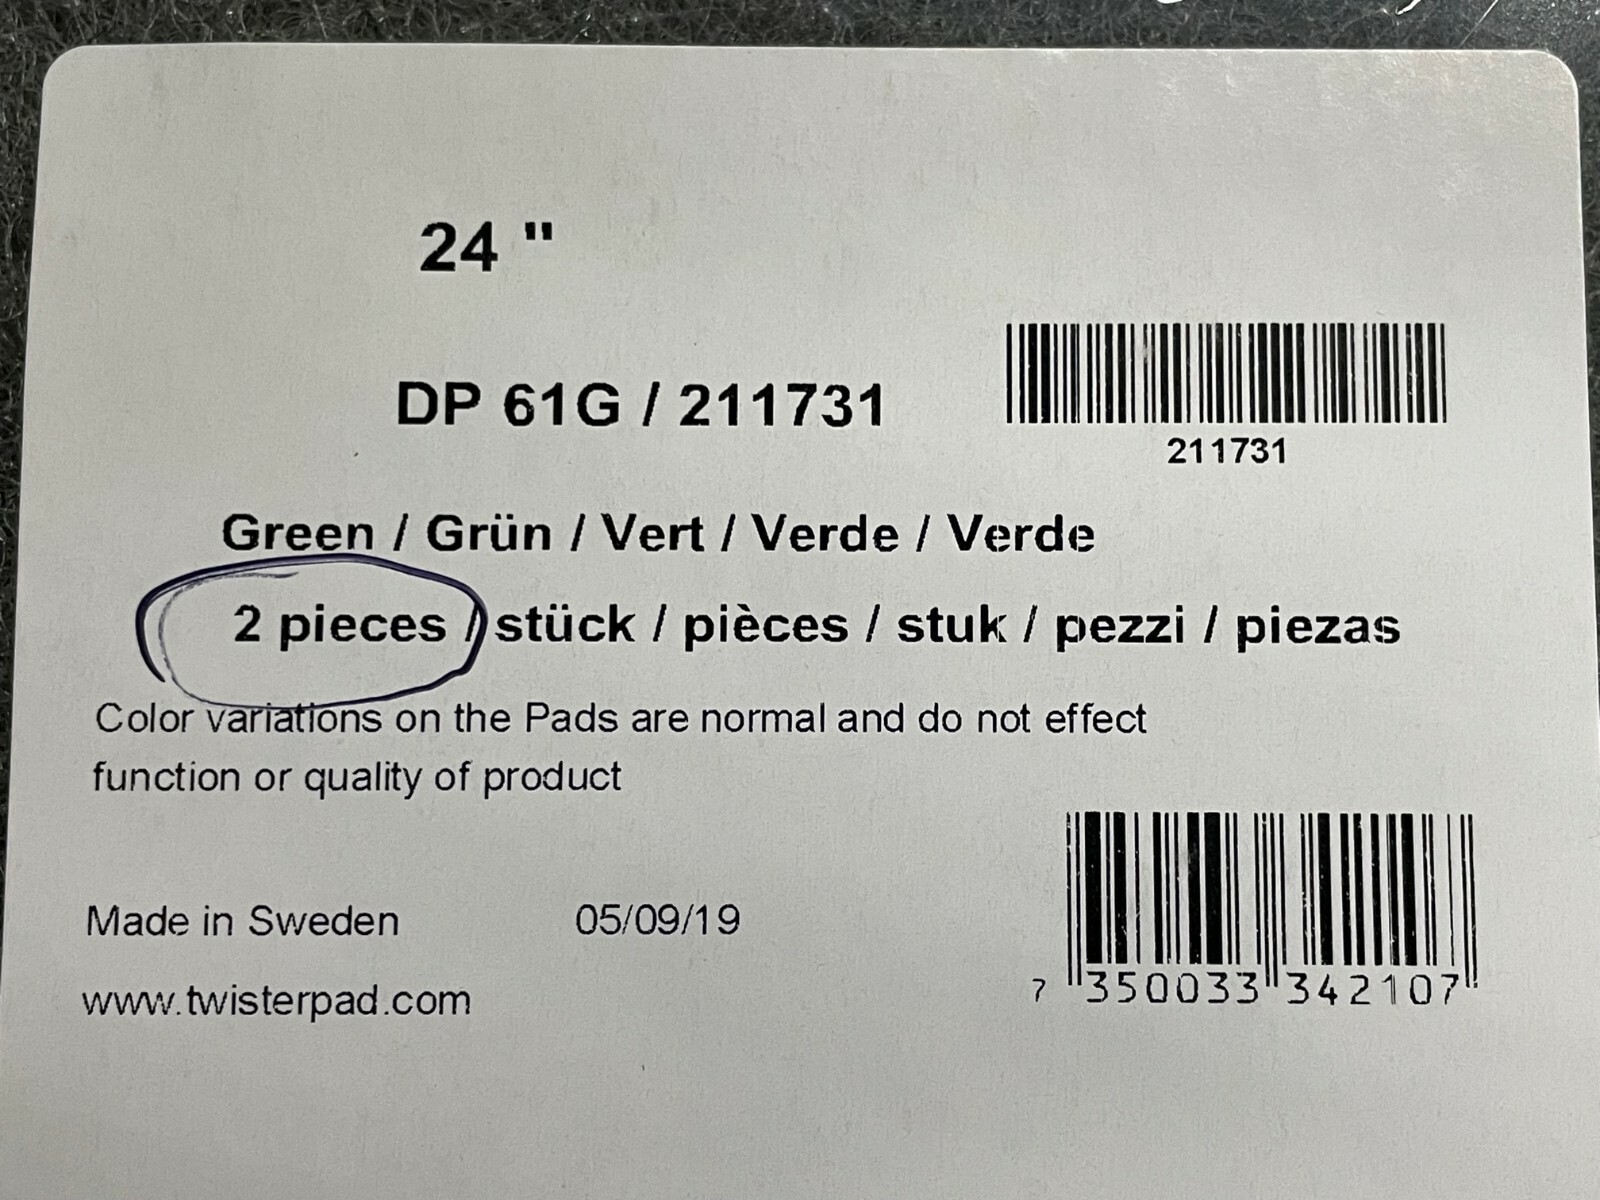 24 "
DP 61G / 211731
211731
Green / Grün / Vert / Verde / Verde
2 pieces / stück / pièces / stuk / pezzi / piezas
Color variations on the Pads are normal and do not effect
function or quality of product
Made in Sweden 05/09/19
www.twisterpad.com
7 350033 342107